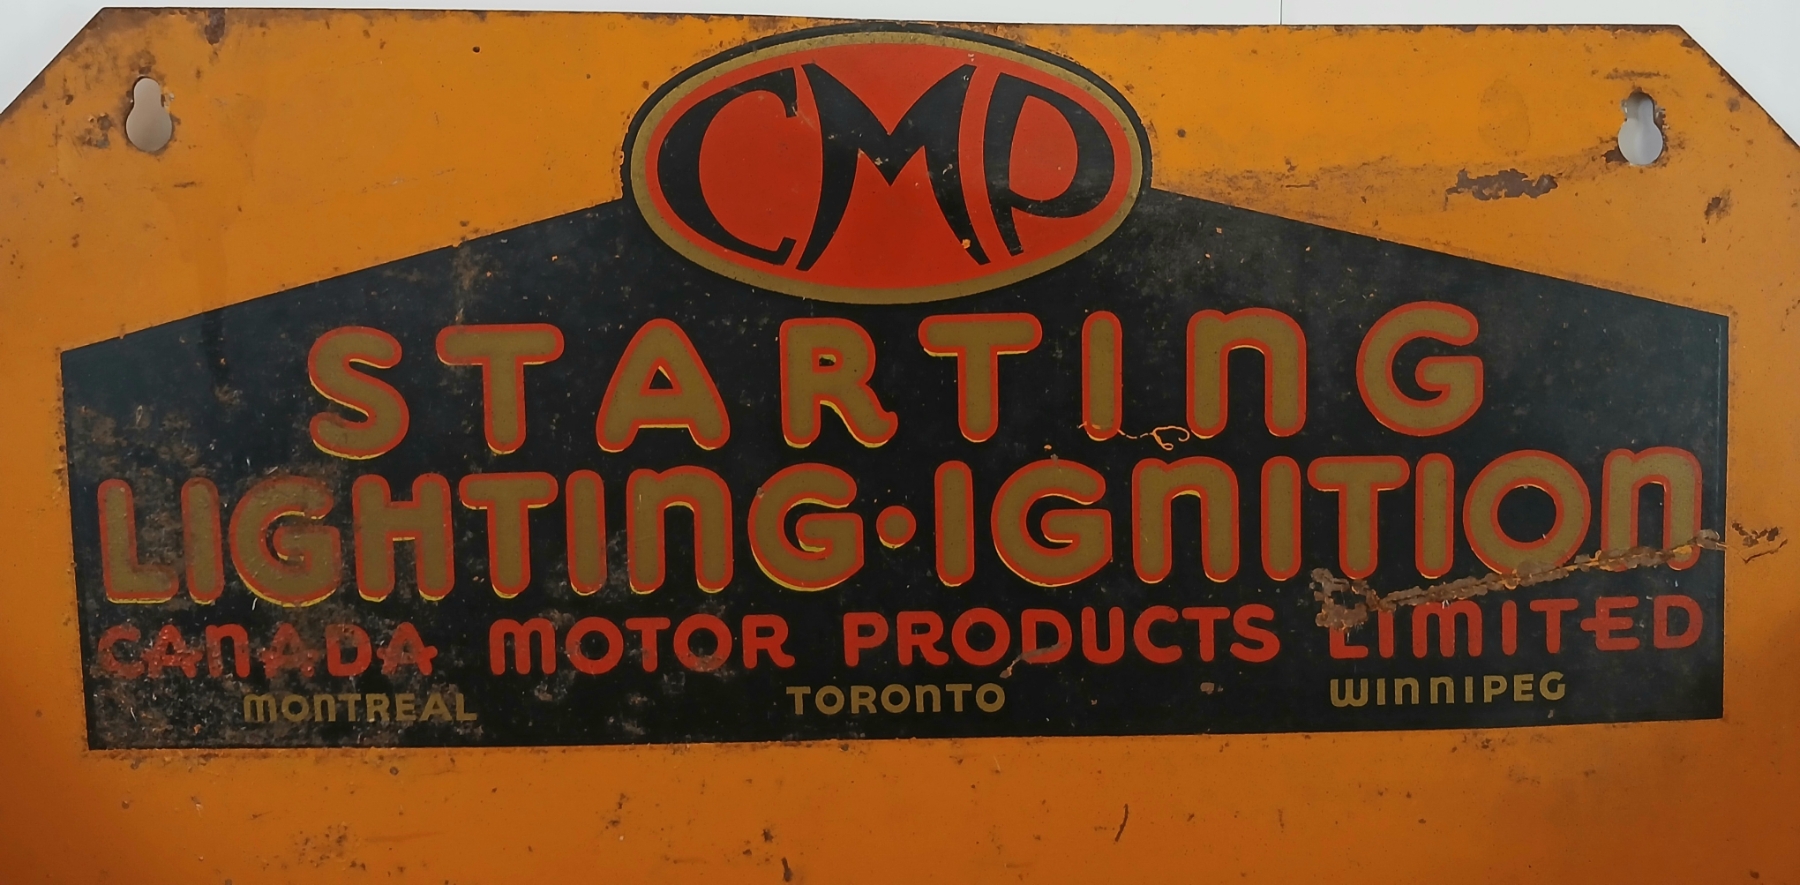 CMP
STARTING
LIGHTING · IGNITION
CANADA MOTOR PRODUCTS LIMITED
MONTREAL TORONTO WINNIPEG